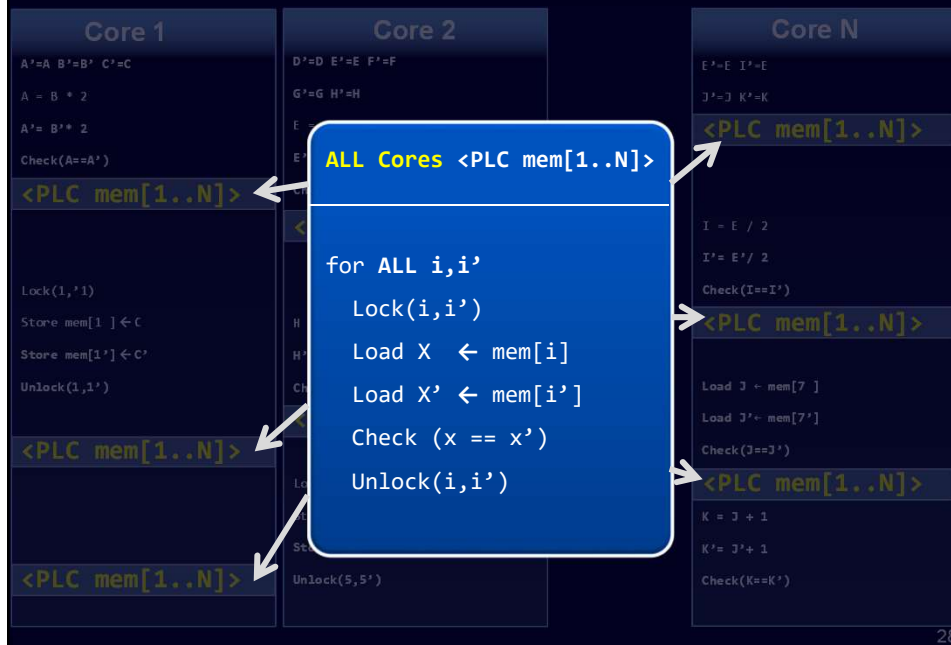 Core 1
A’=A B’=B’ C’=C
A = B * 2
A’= B’* 2
Check(A==A’)
<PLC mem[1..N]>
Lock(1,’1)
Store mem[1 ]←C
Store mem[1’]←C’
Unlock(1,1’)
<PLC mem[1..N]>
<PLC mem[1..N]>
Core 2
D’=D E’=E F’=F
G’=G H’=H
E
E’
<
H
H’
Unlock(5,5’)
ALL Cores <PLC mem[1..N]>
for ALL i,i’
Lock(i,i’)
Load X ← mem[i]
Load X’ ← mem[i’]
Check (x == x’)
Unlock(i,i’)
Core N
E’=E I’=E
J’=J K’=K
<PLC mem[1..N]>
I = E / 2
I’= E’/ 2
Check(I==I’)
<PLC mem[1..N]>
Load J ← mem[7 ]
Load J’← mem[7’]
Check(J==J’)
<PLC mem[1..N]>
K = J + 1
K’= J’+ 1
Check(K==K’)
28